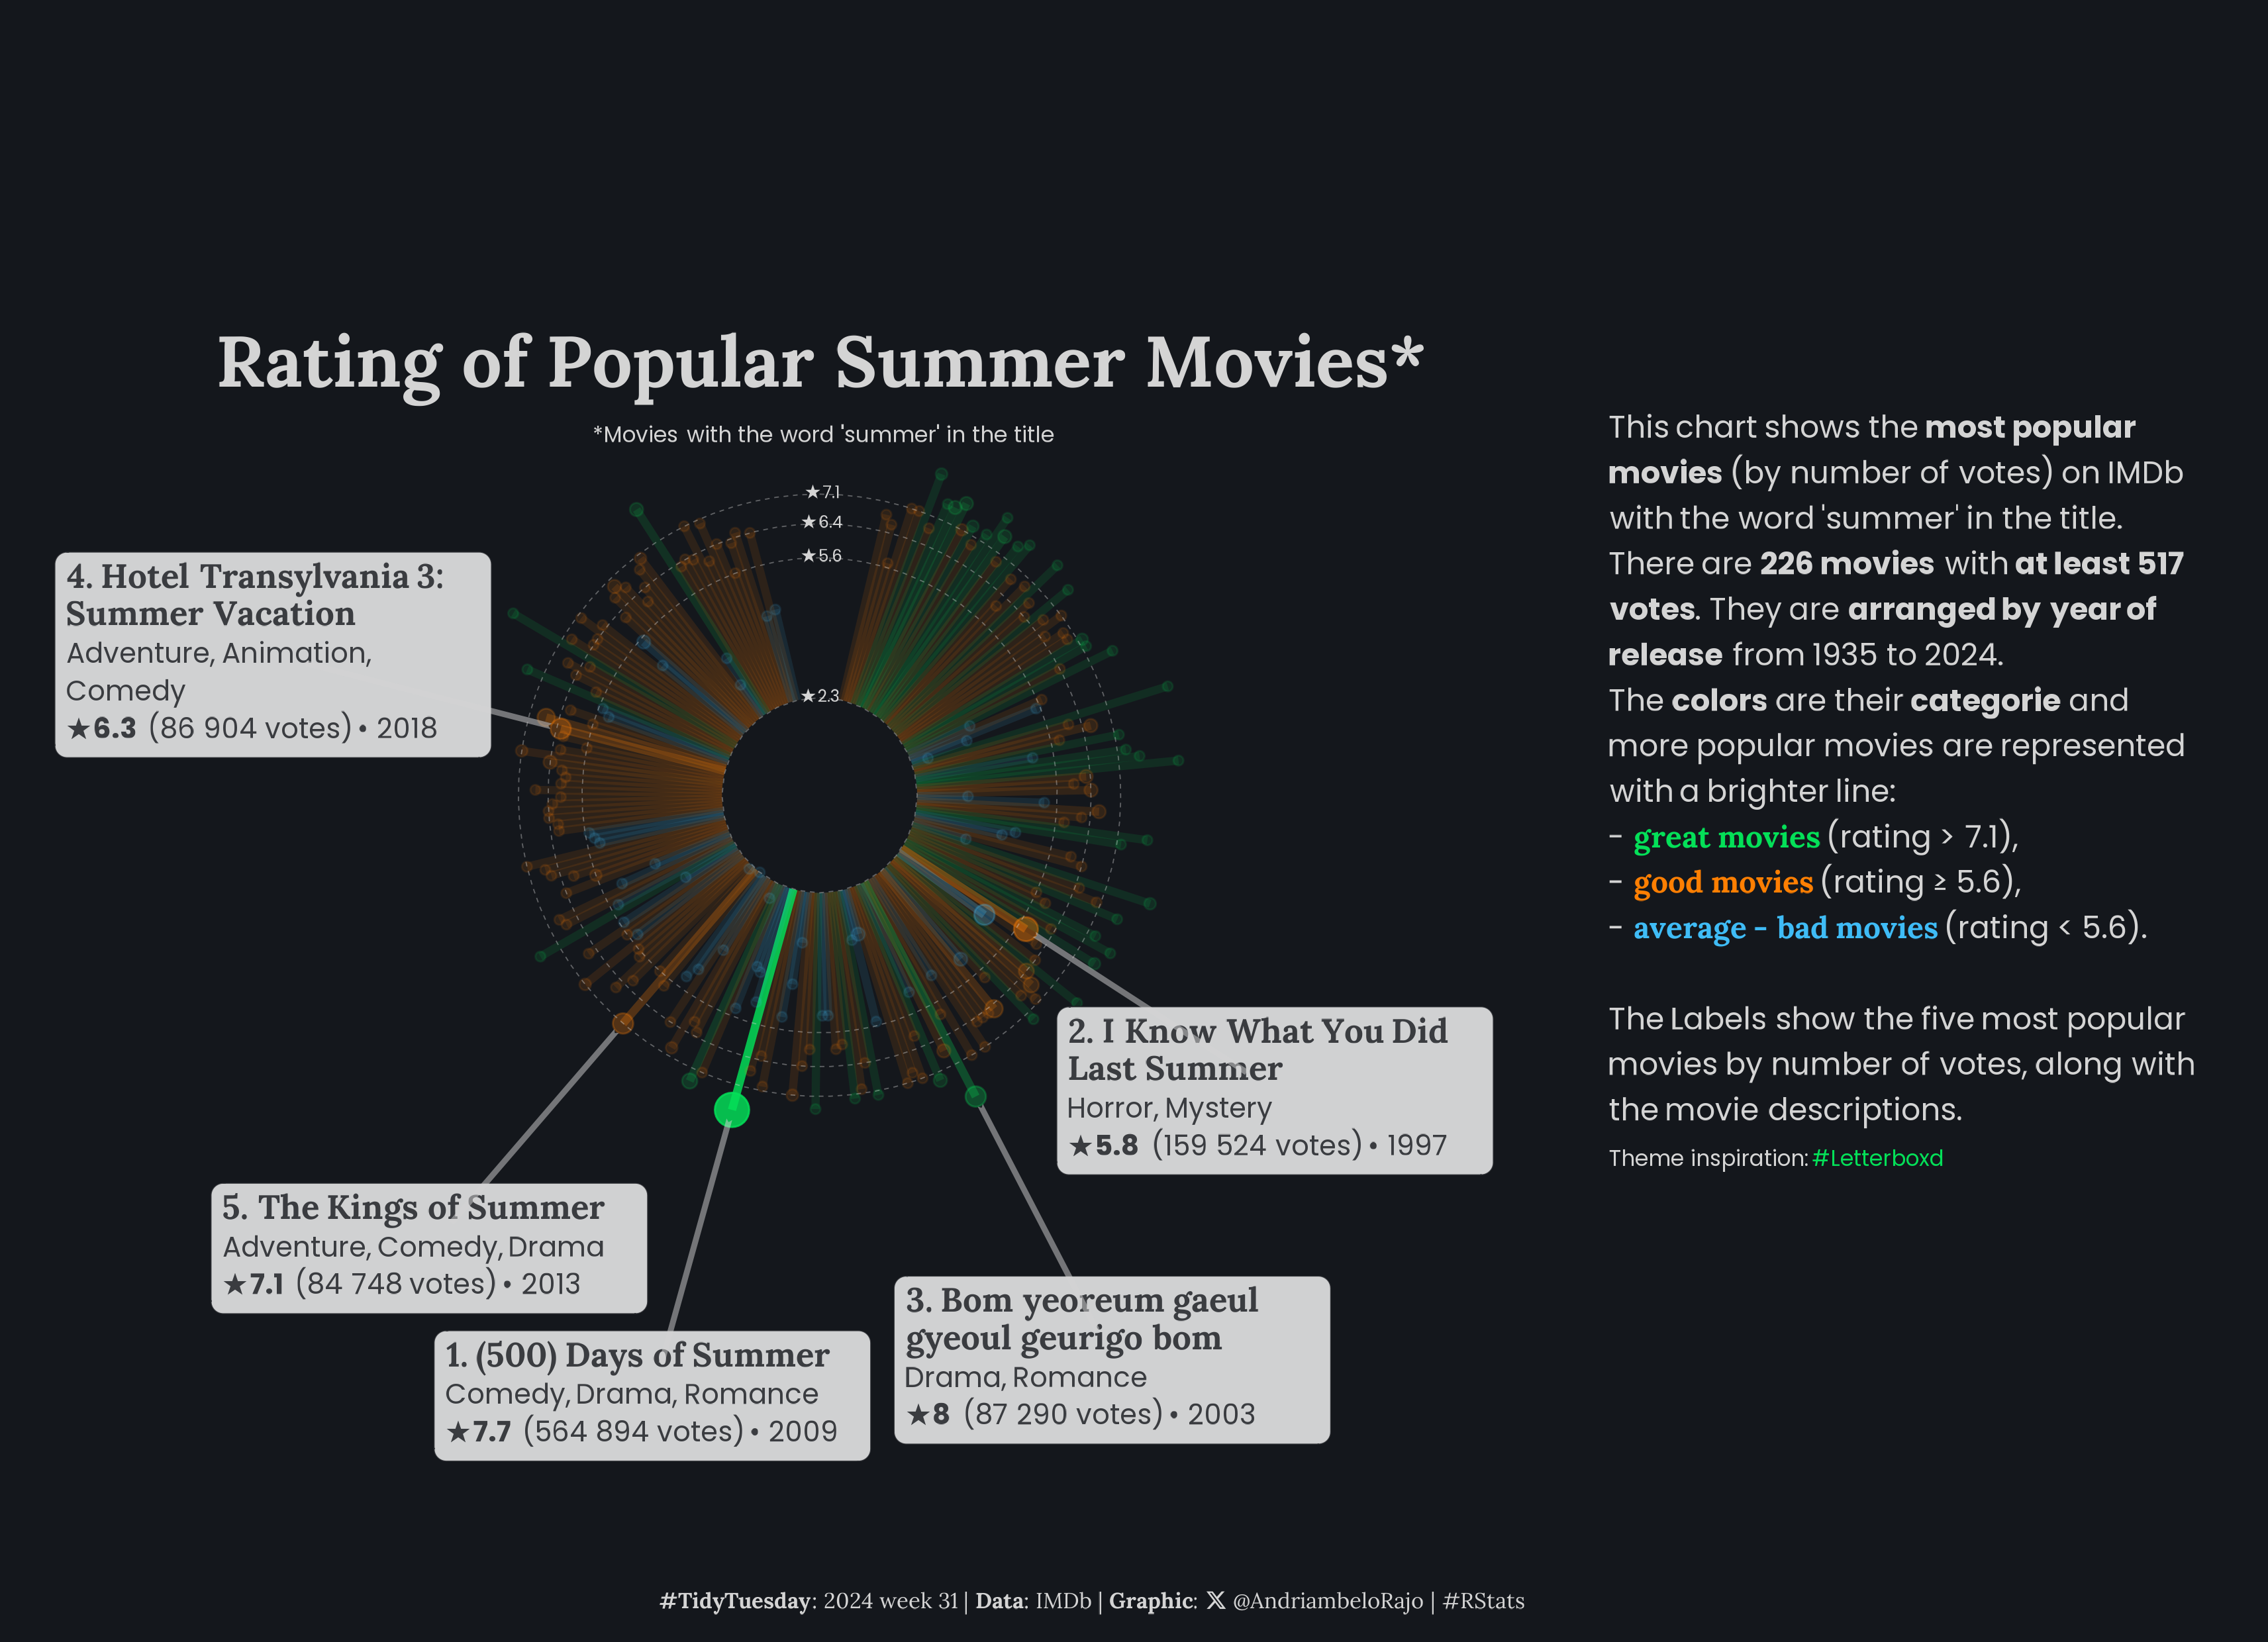 Rating of Popular Summer Movies*
*Movies with the word 'summer' in the title
★7.1
★6.4
★5.6
★2.3
4. Hotel Transylvania 3:
Summer Vacation
Adventure, Animation,
Comedy
★6.3 (86 904 votes) • 2018
2. I Know What You Did
Last Summer
Horror, Mystery
★5.8 (159 524 votes) • 1997
5. The Kings of Summer
Adventure, Comedy, Drama
★7.1 (84 748 votes) • 2013
3. Bom yeoreum gaeul
gyeoul geurigo bom
Drama, Romance
★8 (87 290 votes) • 2003
1. (500) Days of Summer
Comedy, Drama, Romance
★7.7 (564 894 votes) • 2009
This chart shows the most popular
movies (by number of votes) on IMDb
with the word 'summer' in the title.
There are 226 movies with at least 517
votes. They are arranged by year of
release from 1935 to 2024.
The colors are their categorie and
more popular movies are represented
with a brighter line:
- great movies (rating > 7.1),
- good movies (rating ≥ 5.6),
- average - bad movies (rating < 5.6).
The Labels show the five most popular
movies by number of votes, along with
the movie descriptions.
Theme inspiration: #Letterboxd
#TidyTuesday: 2024 week 31 | Data: IMDb | Graphic: 𝕏 @AndriambeloRajo | #RStats